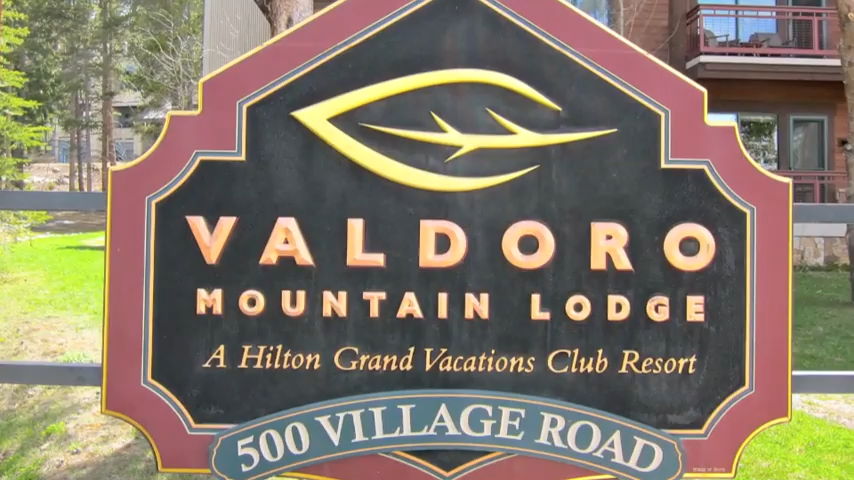 VALDORO
MOUNTAIN LODGE
A Hilton Grand Vacations Club Resort
500 VILLAGE ROAD